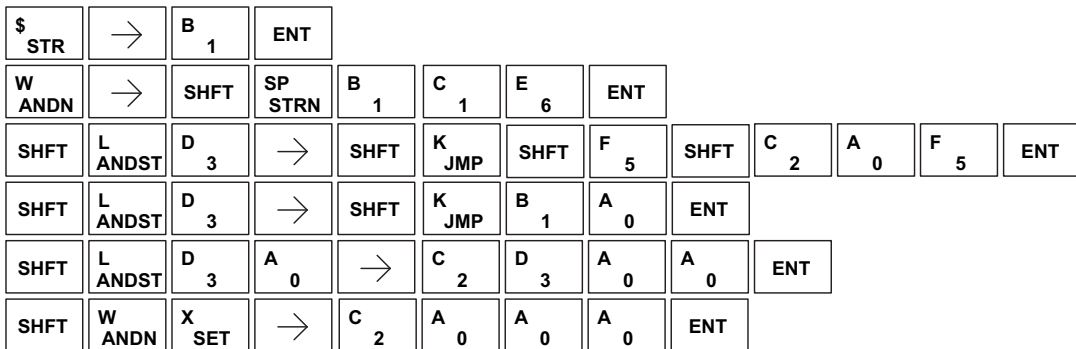 $ STR → B 1 ENT
W ANDN → SHFT SP STRN B 1 C 1 E 6 ENT
SHFT L ANDST D 3 → SHFT K JMP SHFT F 5 SHFT C 2 A 0 F 5 ENT
SHFT L ANDST D 3 → SHFT K JMP B 1 A 0 ENT
SHFT L ANDST D 3 A 0 → C 2 D 3 A 0 A 0 ENT
SHFT W ANDN X SET → C 2 A 0 A 0 A 0 ENT